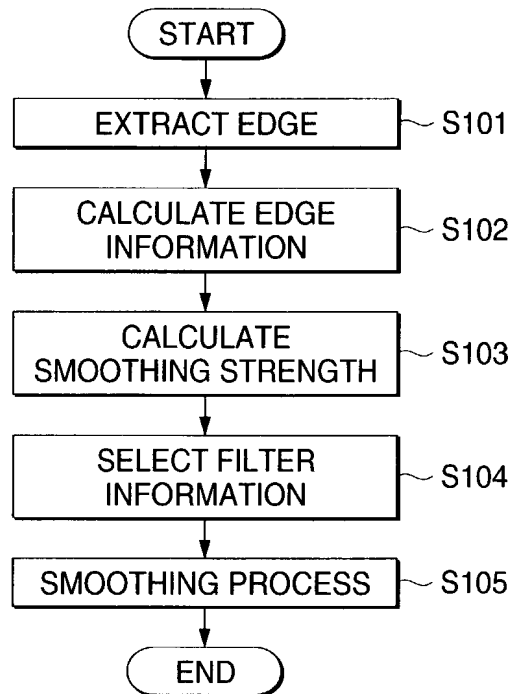 START
EXTRACT EDGE
S101
CALCULATE EDGE
INFORMATION
S102
CALCULATE
SMOOTHING STRENGTH
S103
SELECT FILTER
INFORMATION
S104
SMOOTHING PROCESS
S105
END